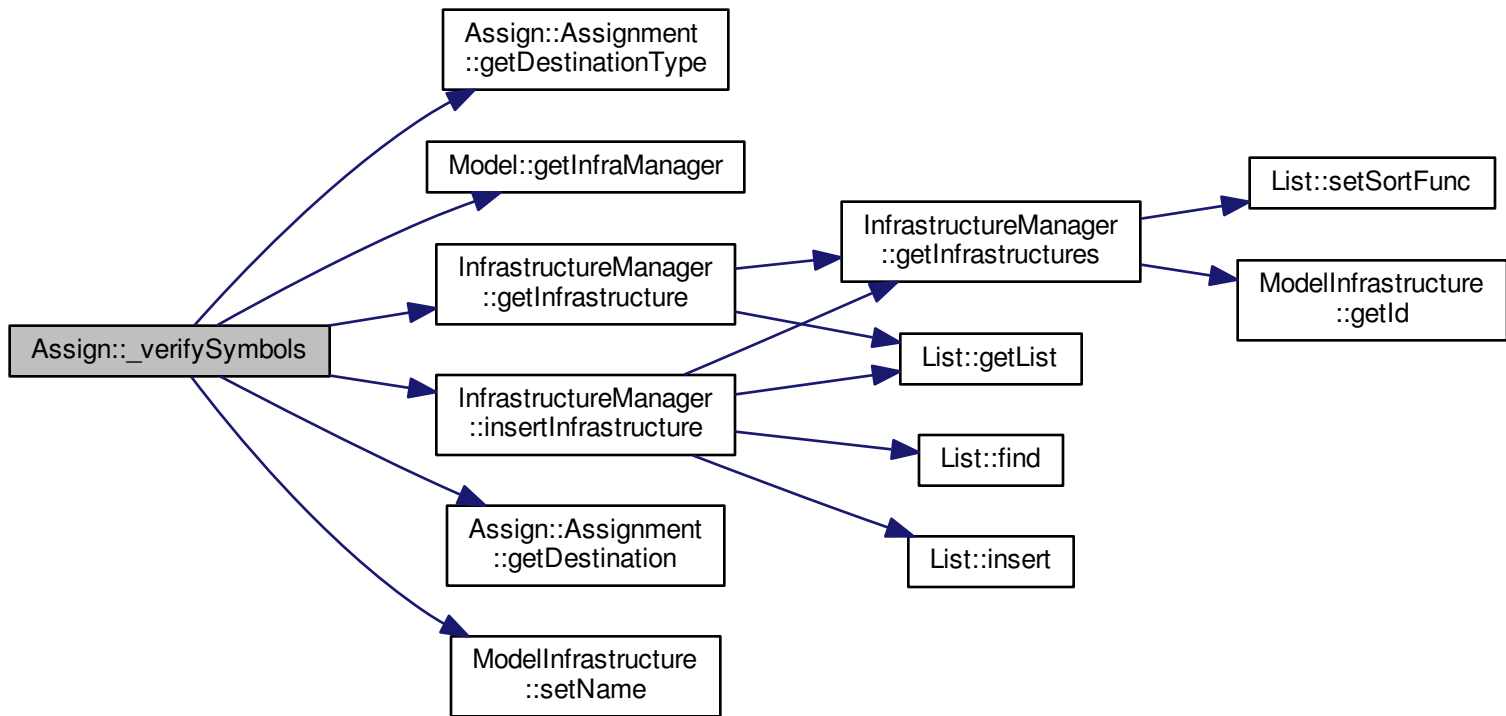 Assign::_verifySymbols
Assign::Assignment
::getDestinationType
Model::getInfraManager
InfrastructureManager
::getInfrastructure
InfrastructureManager
::insertInfrastructure
Assign::Assignment
::getDestination
ModelInfrastructure
::setName
InfrastructureManager
::getInfrastructures
List::getList
List::find
List::insert
List::setSortFunc
ModelInfrastructure
::getId